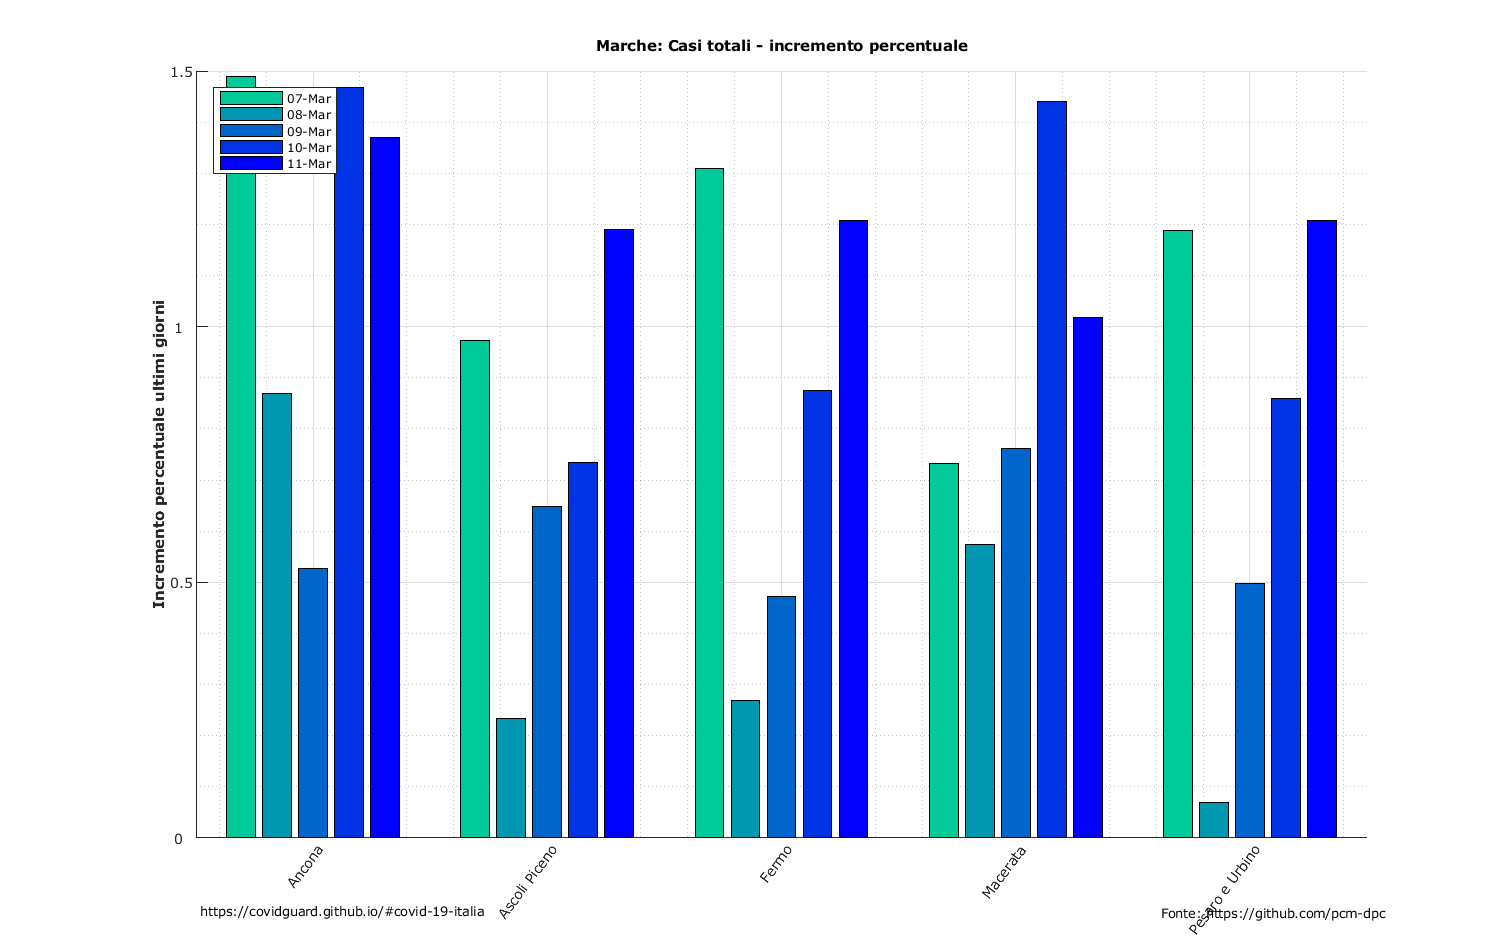 Marche: Casi totali - incremento percentuale
1.5
1
0.5
0
Incremento percentuale ultimi giorni
07-Mar
08-Mar
09-Mar
10-Mar
11-Mar
Ancona
Ascoli Piceno
Fermo
Macerata
Pesaro e Urbino
https://covidguard.github.io/#covid-19-italia
Fonte: https://github.com/pcm-dpc